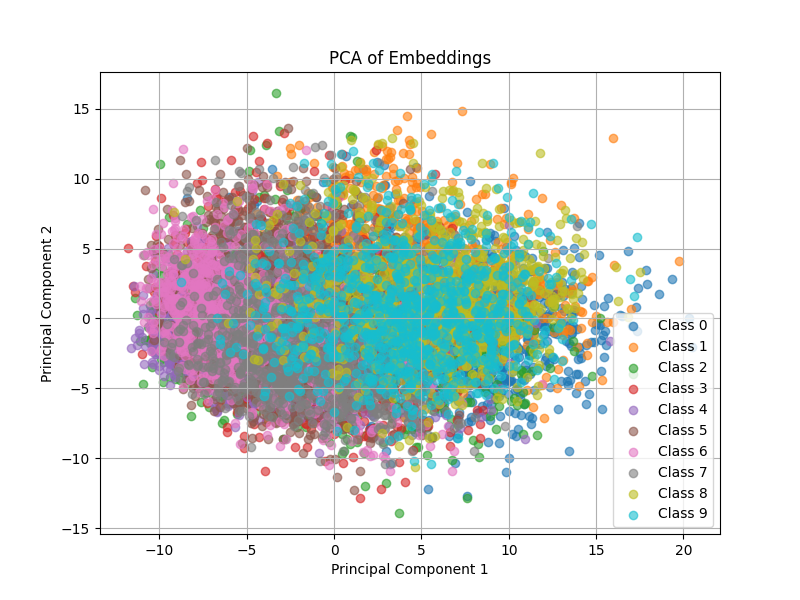 PCA of Embeddings
15
10
5
0
−5
−10
−15
Principal Component 2
−10
−5
0
5
10
15
20
Principal Component 1
Class 0
Class 1
Class 2
Class 3
Class 4
Class 5
Class 6
Class 7
Class 8
Class 9